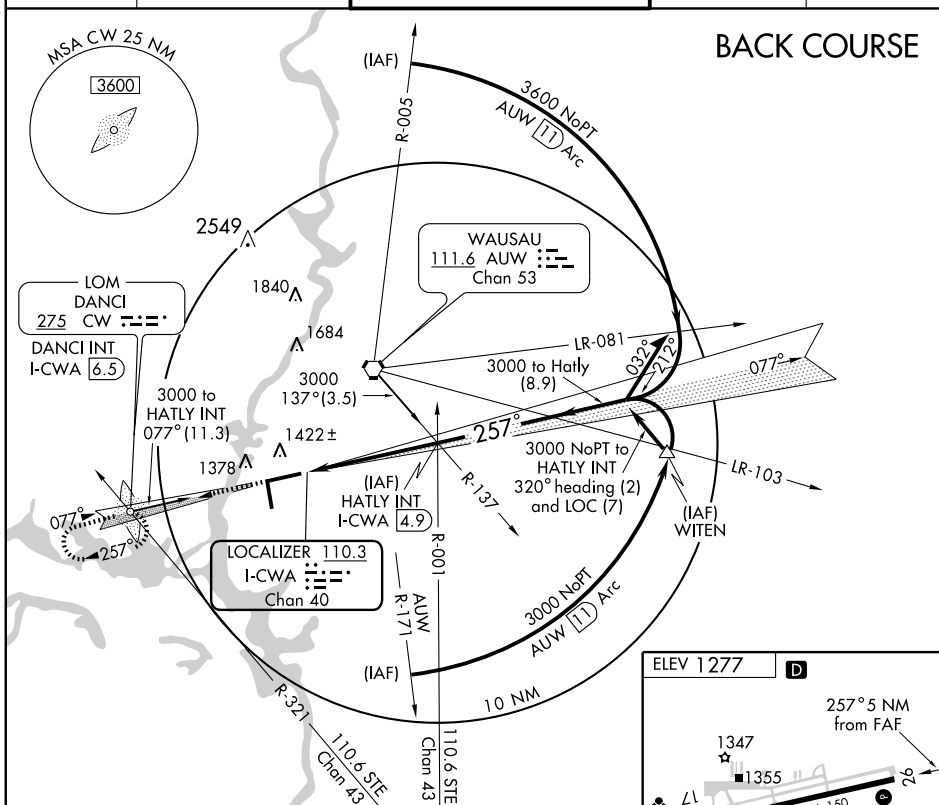 BACK COURSE
MSA CW 25 NM
3600
(IAF)
3600 NoPT
AUW 11 Arc
R-005
2549
WAUSAU
111.6 AUW
Chan 53
LOM
DANCI
275 CW
DANCI INT
I-CWA 6.5
1840
1684
LR-081
3000 to Hatly
(8.9)
032°
212°
077°
3000
137° (3.5)
3000 to
HATLY INT
077° (11.3)
1422±
1378
257°
3000 NoPT to
HATLY INT
320° heading (2)
and LOC (7)
LR-103
(IAF)
WITEN
(IAF)
HATLY INT
I-CWA 4.9
R-137
R-001
077°
257°
LOCALIZER 110.3
I-CWA
Chan 40
AUW
R-171
3000 NoPT
AUW 11 Arc
(IAF)
10 NM
R-321
110.6 STE
Chan 43
110.6 STE
Chan 43
ELEV 1277
D
257° 5 NM
from FAF
1347
1355
26
17
150
P